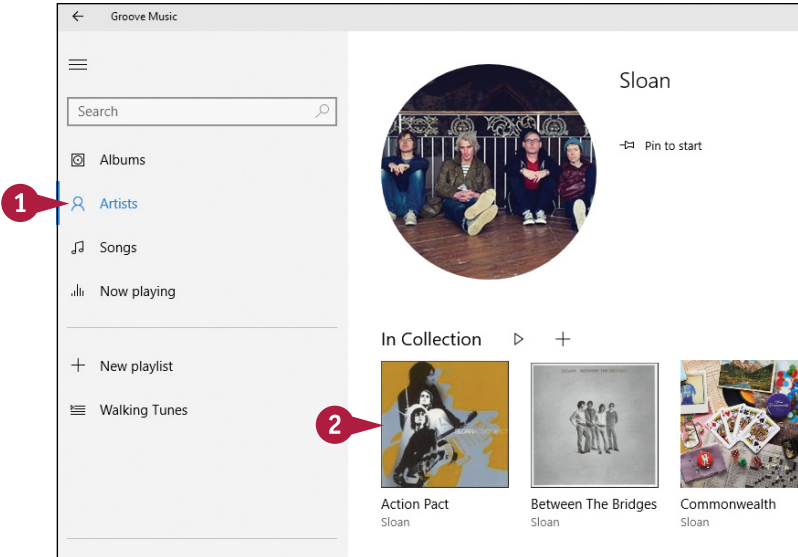 Groove Music
Search
Albums
1
Artists
Songs
Now playing
New playlist
Walking Tunes
Sloan
Pin to start
In Collection
2
Action Pact
Sloan
Between The Bridges
Sloan
Commonwealth
Sloan